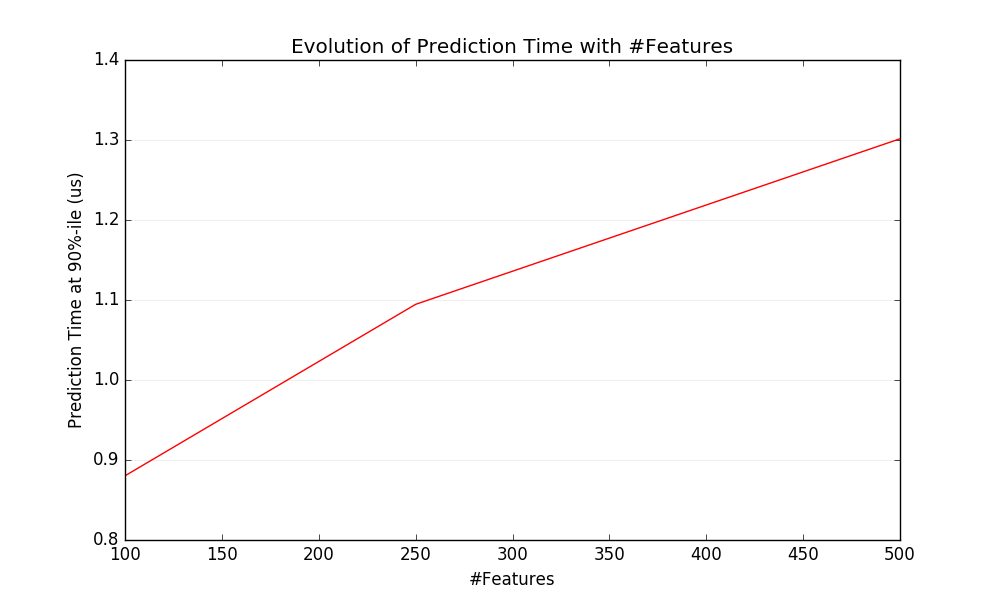 Evolution of Prediction Time with #Features
1.4
1.3
1.2
1.1
1.0
0.9
0.8
Prediction Time at 90%-ile (us)
100 150 200 250 300 350 400 450 500
#Features